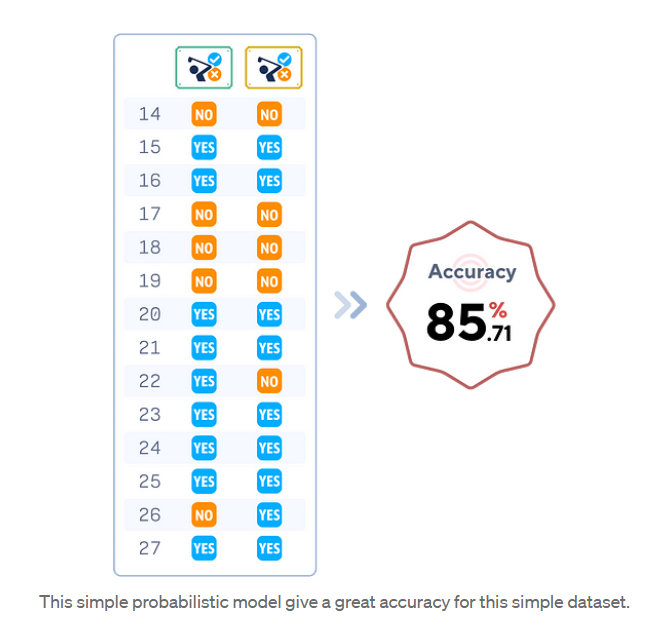 14 NO NO
15 YES YES
16 YES YES
17 NO NO
18 NO NO
19 NO NO
20 YES YES
21 YES YES
22 YES NO
23 YES YES
24 YES YES
25 YES YES
26 NO YES
27 YES YES
Accuracy
85.71%
This simple probabilistic model give a great accuracy for this simple dataset.